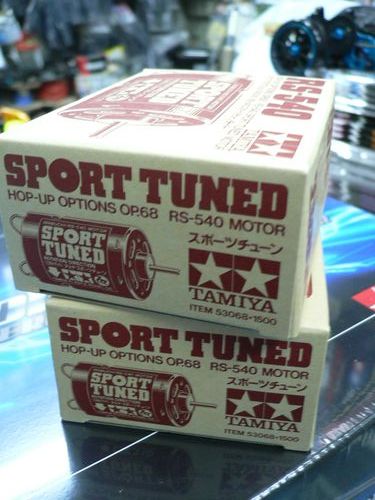 RS-540
SPORT TUNED
HOP-UP OPTIONS OP.68 RS-540 MOTOR
スポーツチューン
SPORT
TUNED
TAMIYA
ITEM 53068·1500
SPORT TUNED
HOP-UP OPTIONS OP.68 RS-540 MOTOR
スポーツチューン
SPORT
TUNED
TAMIYA
ITEM 53068·1500